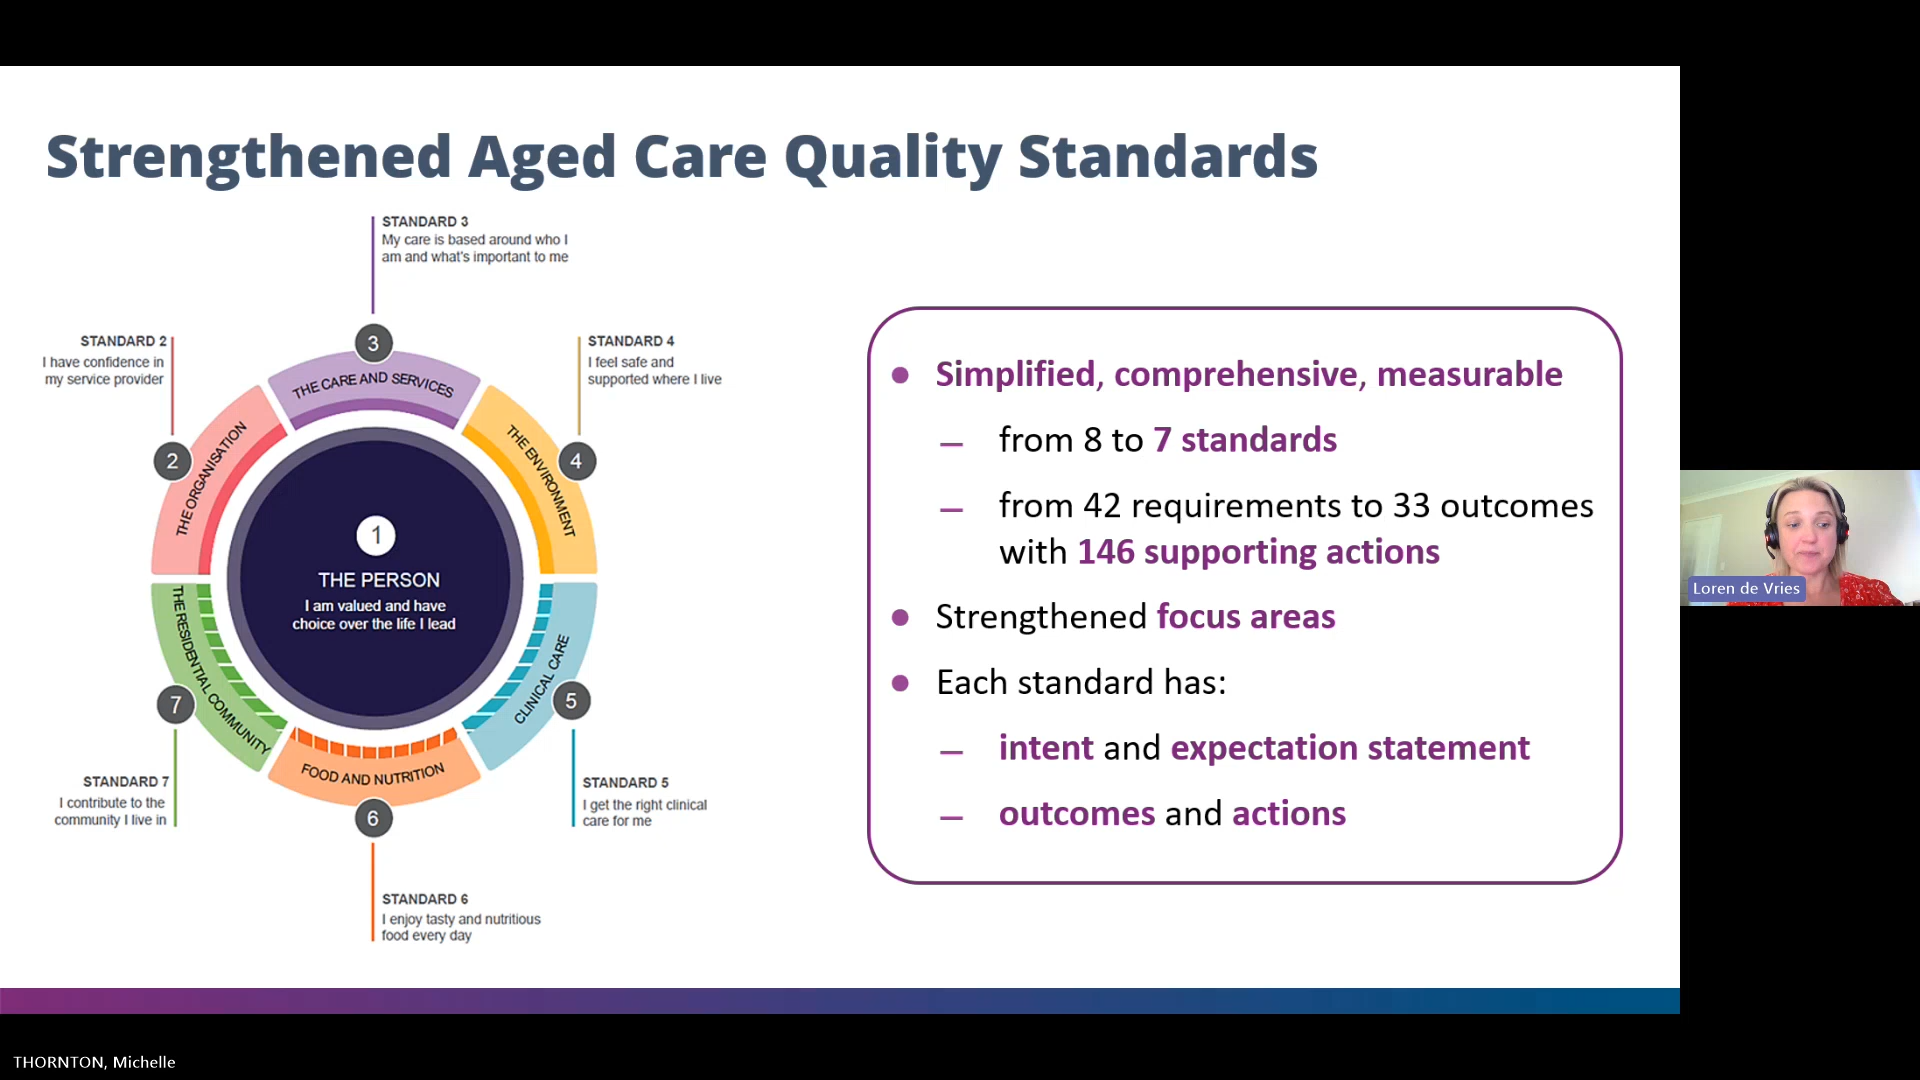 Strengthened Aged Care Quality Standards
STANDARD 3
My care is based around who I
am and what's important to me
STANDARD 2
I have confidence in
my service provider
STANDARD 4
I feel safe and
supported where I live
3
THE CARE AND SERVICES
2
THE ORGANISATION
4
THE ENVIRONMENT
1
THE PERSON
I am valued and have
choice over the life I lead
7
THE RESIDENTIAL COMMUNITY
5
CLINICAL CARE
6
FOOD AND NUTRITION
STANDARD 7
I contribute to the
community I live in
STANDARD 5
I get the right clinical
care for me
STANDARD 6
I enjoy tasty and nutritious
food every day
• Simplified, comprehensive, measurable
– from 8 to 7 standards
– from 42 requirements to 33 outcomes
with 146 supporting actions
• Strengthened focus areas
• Each standard has:
– intent and expectation statement
– outcomes and actions
Loren de Vries
THORNTON, Michelle